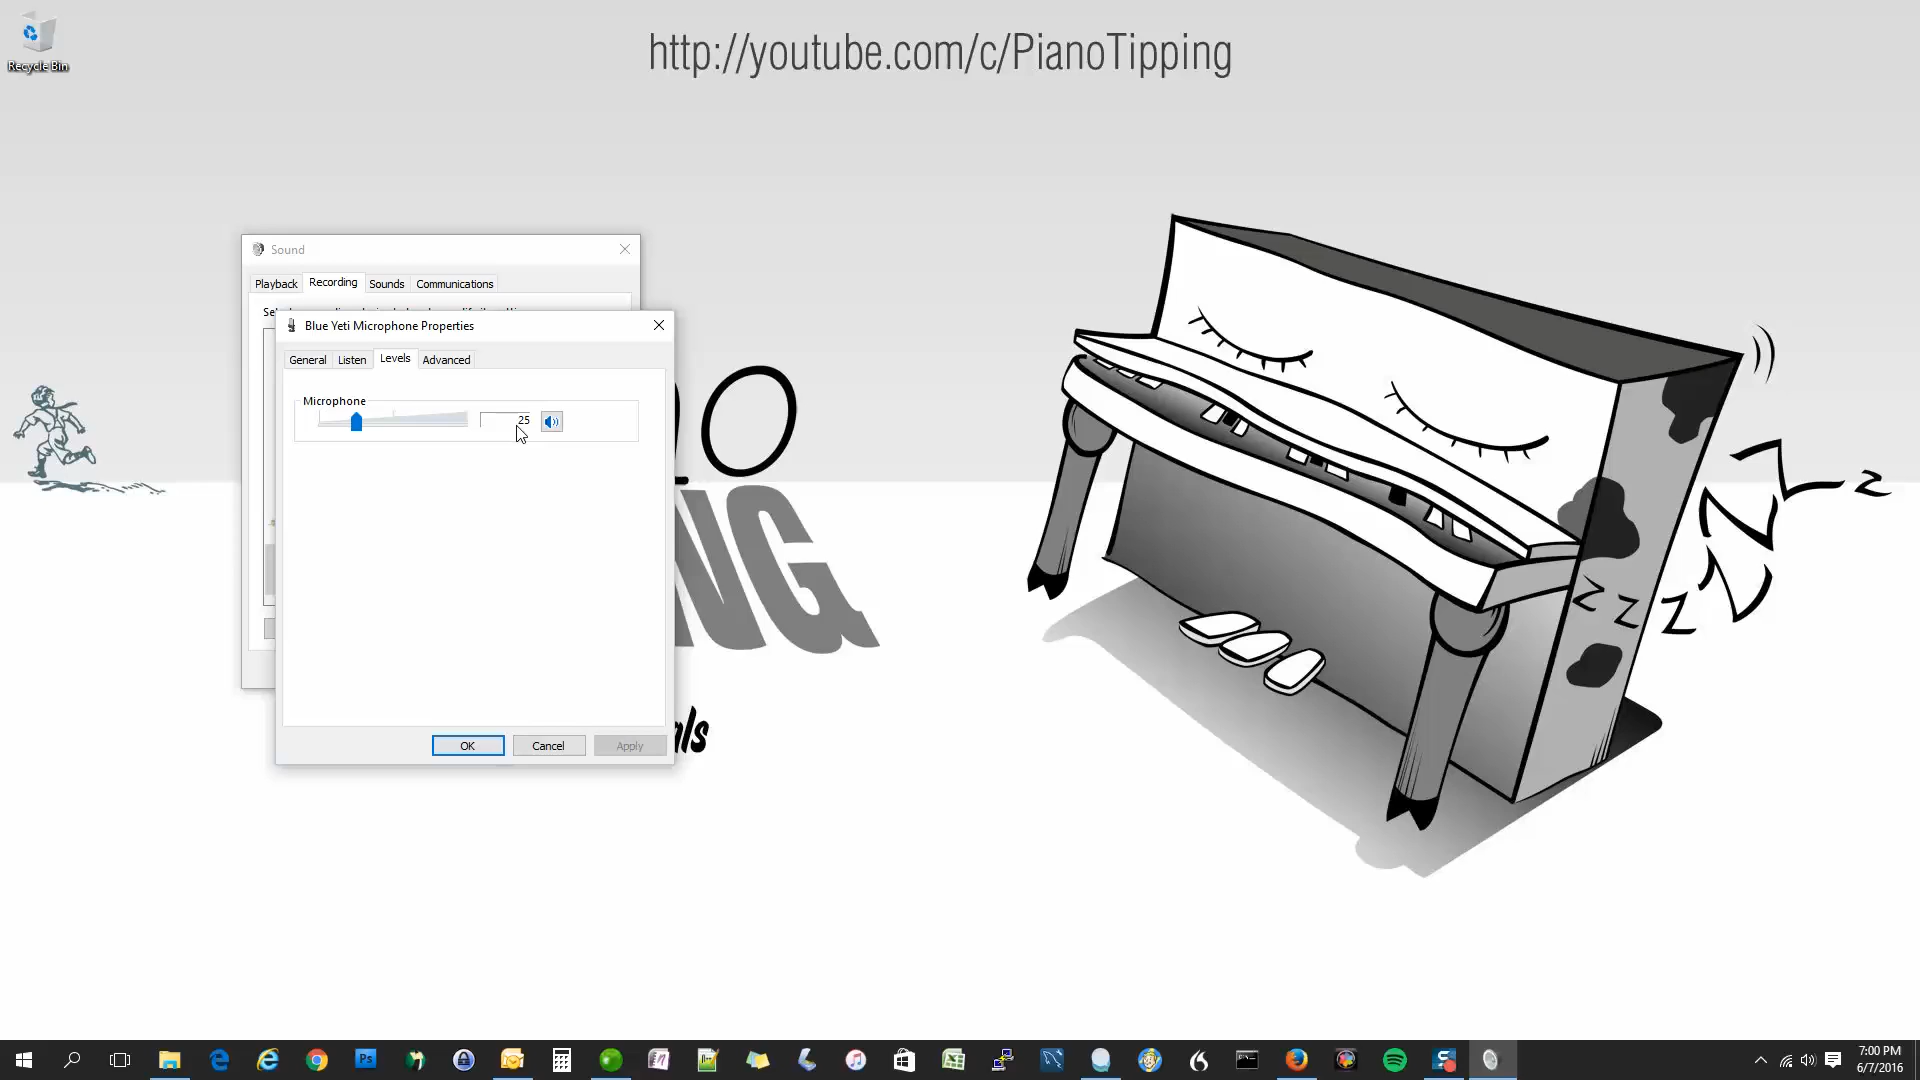 http://youtube.com/c/PianoTipping
Recycle Bin
Sound
Playback Recording Sounds Communications
Blue Yeti Microphone Properties
General Listen Levels Advanced
Microphone
25
OK Cancel Apply
ZZZ
7:00 PM
6/7/2016